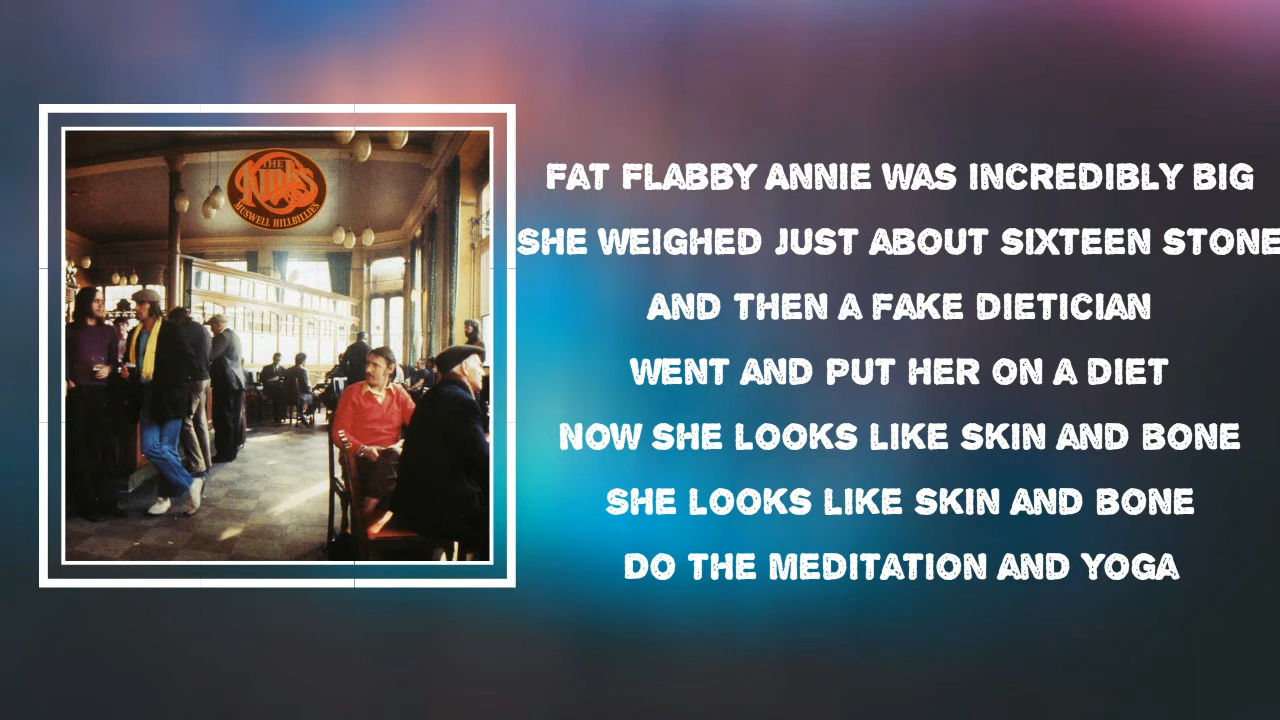 THE
KINKS
MUSWELL HILLBILLIES
FAT FLABBY ANNIE WAS INCREDIBLY BIG
SHE WEIGHED JUST ABOUT SIXTEEN STONE
AND THEN A FAKE DIETICIAN
WENT AND PUT HER ON A DIET
NOW SHE LOOKS LIKE SKIN AND BONE
SHE LOOKS LIKE SKIN AND BONE
DO THE MEDITATION AND YOGA